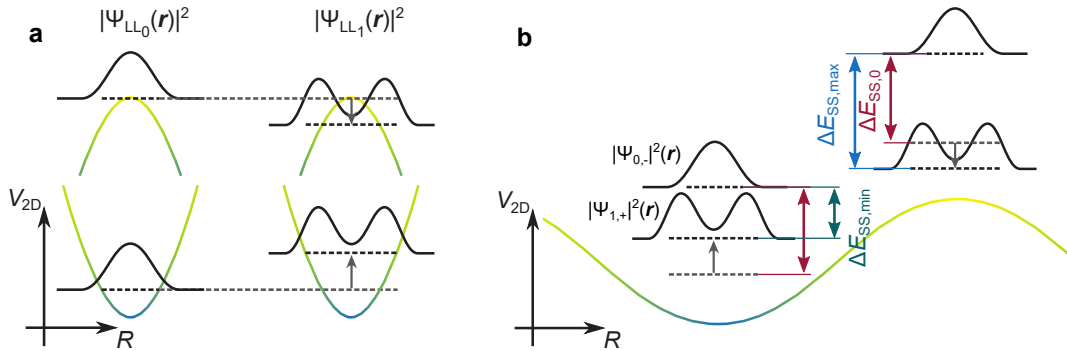 a
|Ψ_LL₀(r)|²
|Ψ_LL₁(r)|²
V_2D
R
b
ΔE_SS,max
ΔE_SS,0
|Ψ_0,-|²(r)
|Ψ_1,+|²(r)
ΔE_SS,min
V_2D
R